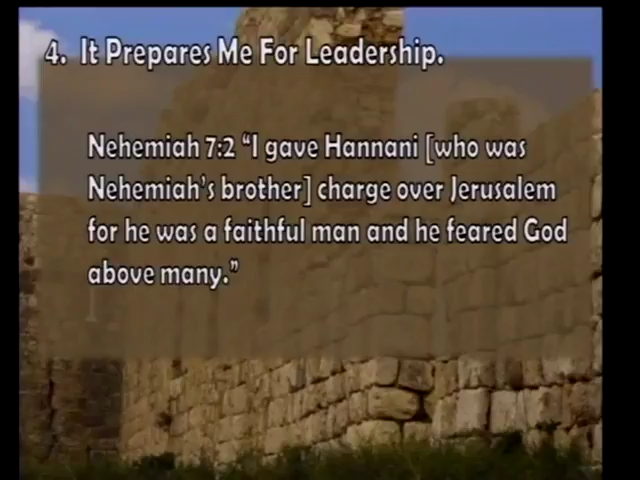 4. It Prepares Me For Leadership.
Nehemiah 7:2 “I gave Hannani [who was
Nehemiah’s brother] charge over Jerusalem
for he was a faithful man and he feared God
above many.”